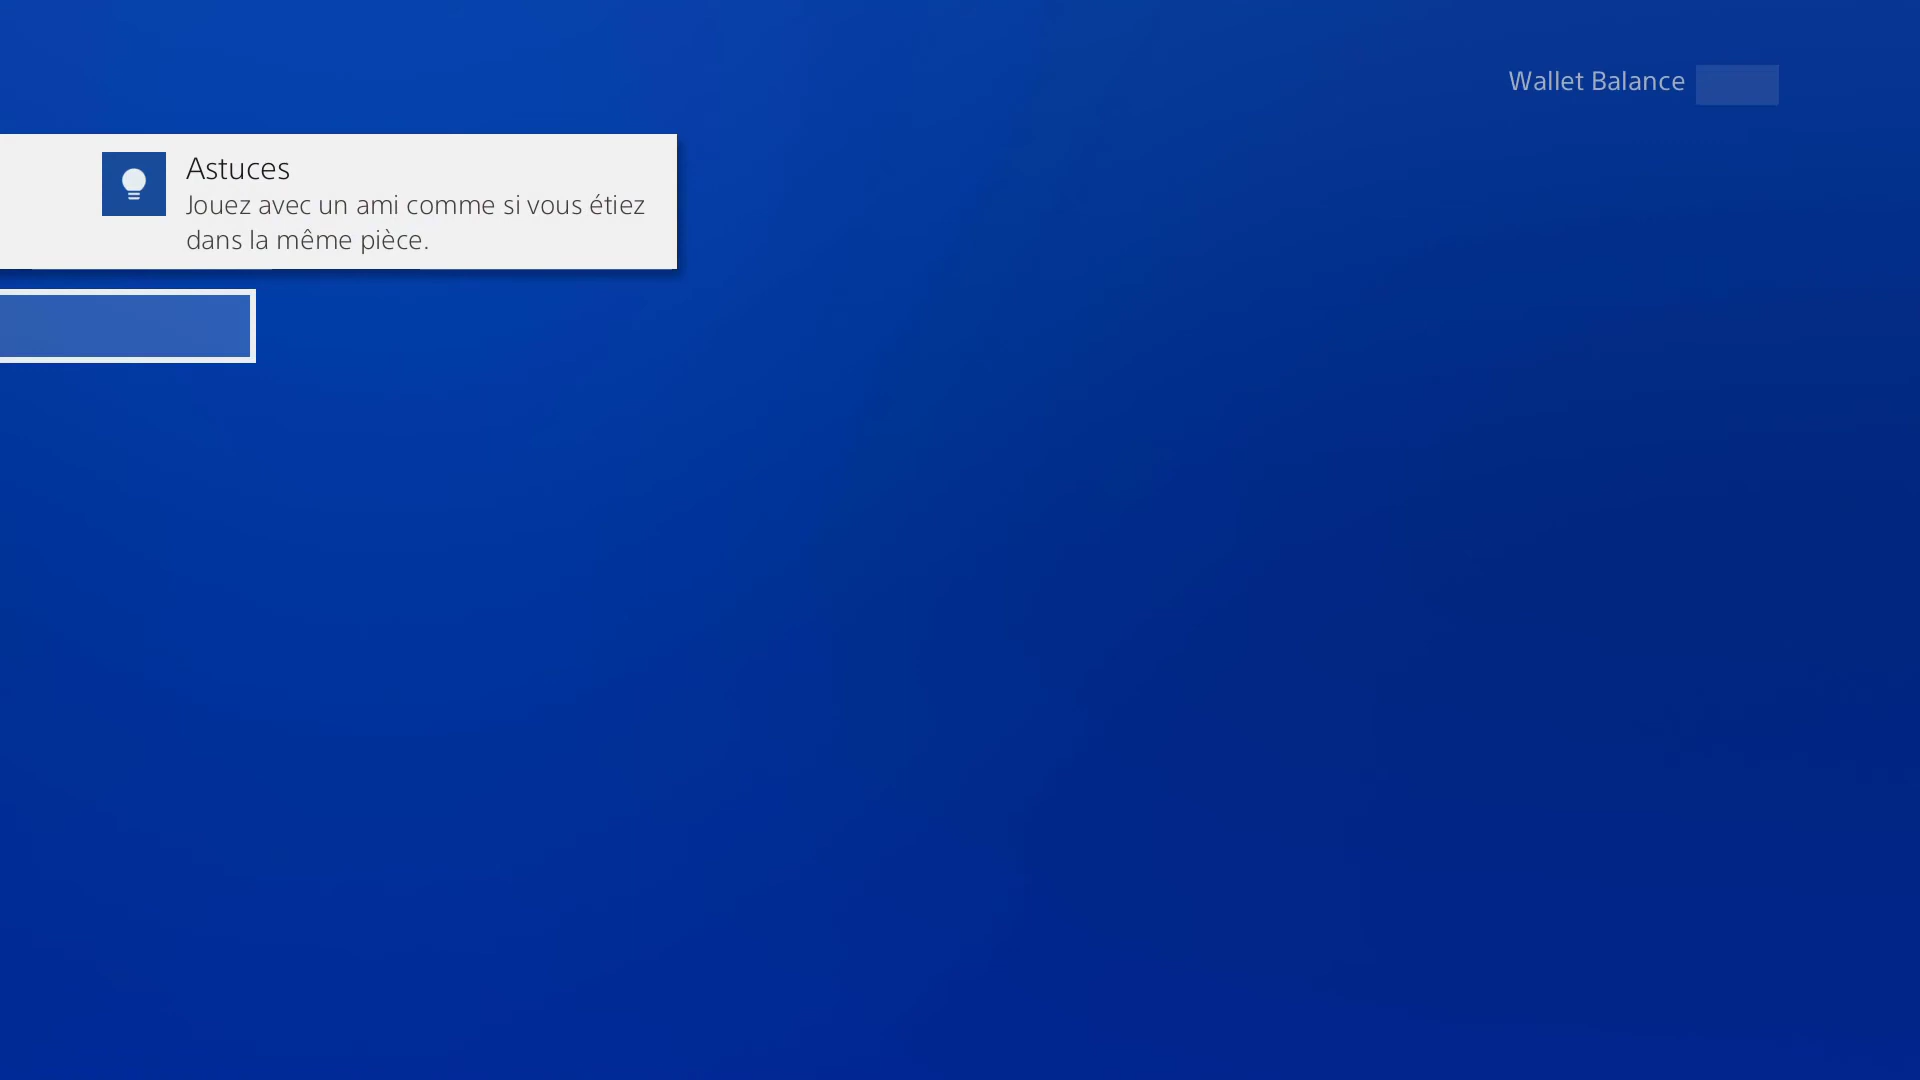 Wallet Balance
Astuces
Jouez avec un ami comme si vous étiez
dans la même pièce.